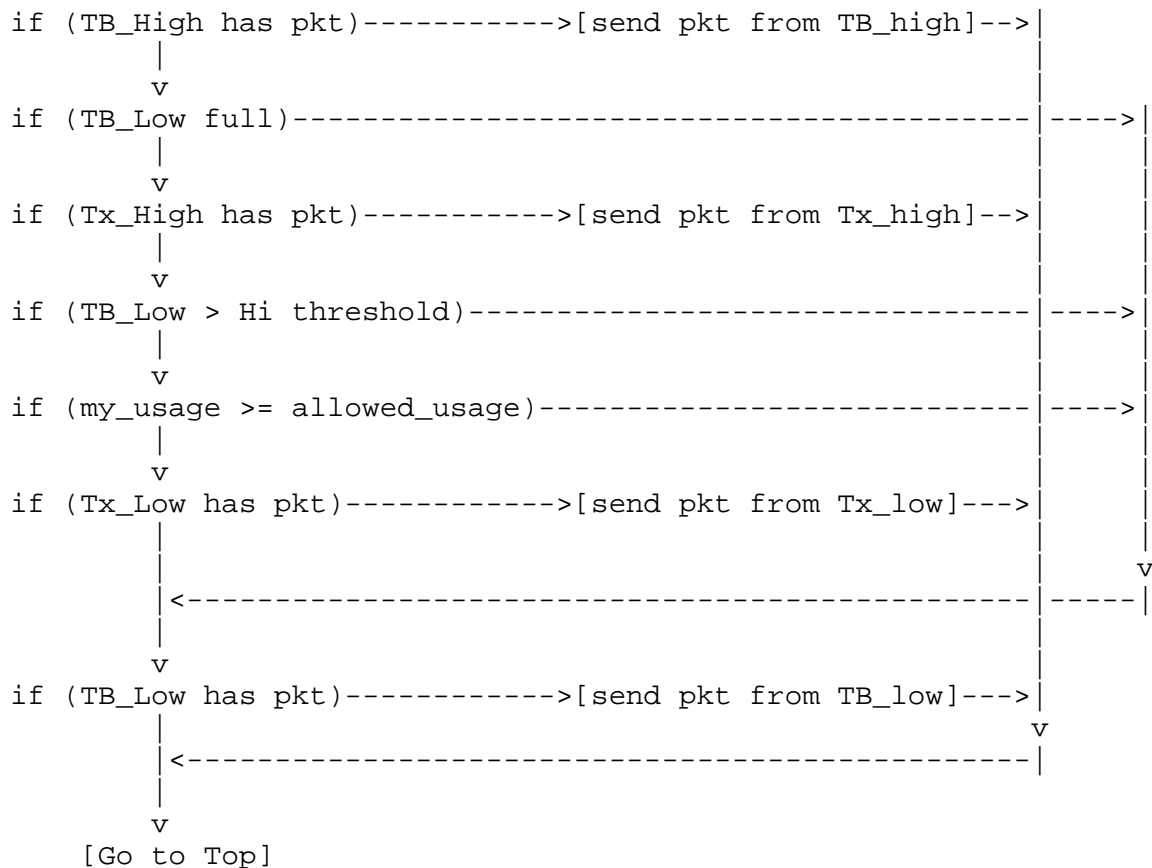 if (TB_High has pkt)----------->[send pkt from TB_high]-->|
         |                                                |
         v                                                |
if (TB_Low full)------------------------------------------|---->|
         |                                                |     |
         v                                                |     |
if (Tx_High has pkt)----------->[send pkt from Tx_high]-->|     |
         |                                                |     |
         v                                                |     |
if (TB_Low > Hi threshold)--------------------------------|---->|
         |                                                |     |
         v                                                |     |
if (my_usage >= allowed_usage)----------------------------|---->|
         |                                                |     |
         v                                                |     |
if (Tx_Low has pkt)------------>[send pkt from Tx_low]--->|     |
         |                                                |     |
         |                                                |     v
         |<-----------------------------------------------|-----|
         |                                                |
         v                                                |
if (TB_Low has pkt)------------>[send pkt from TB_low]--->|
         |                                                v
         |<-----------------------------------------------|
         |
         v
     [Go to Top]